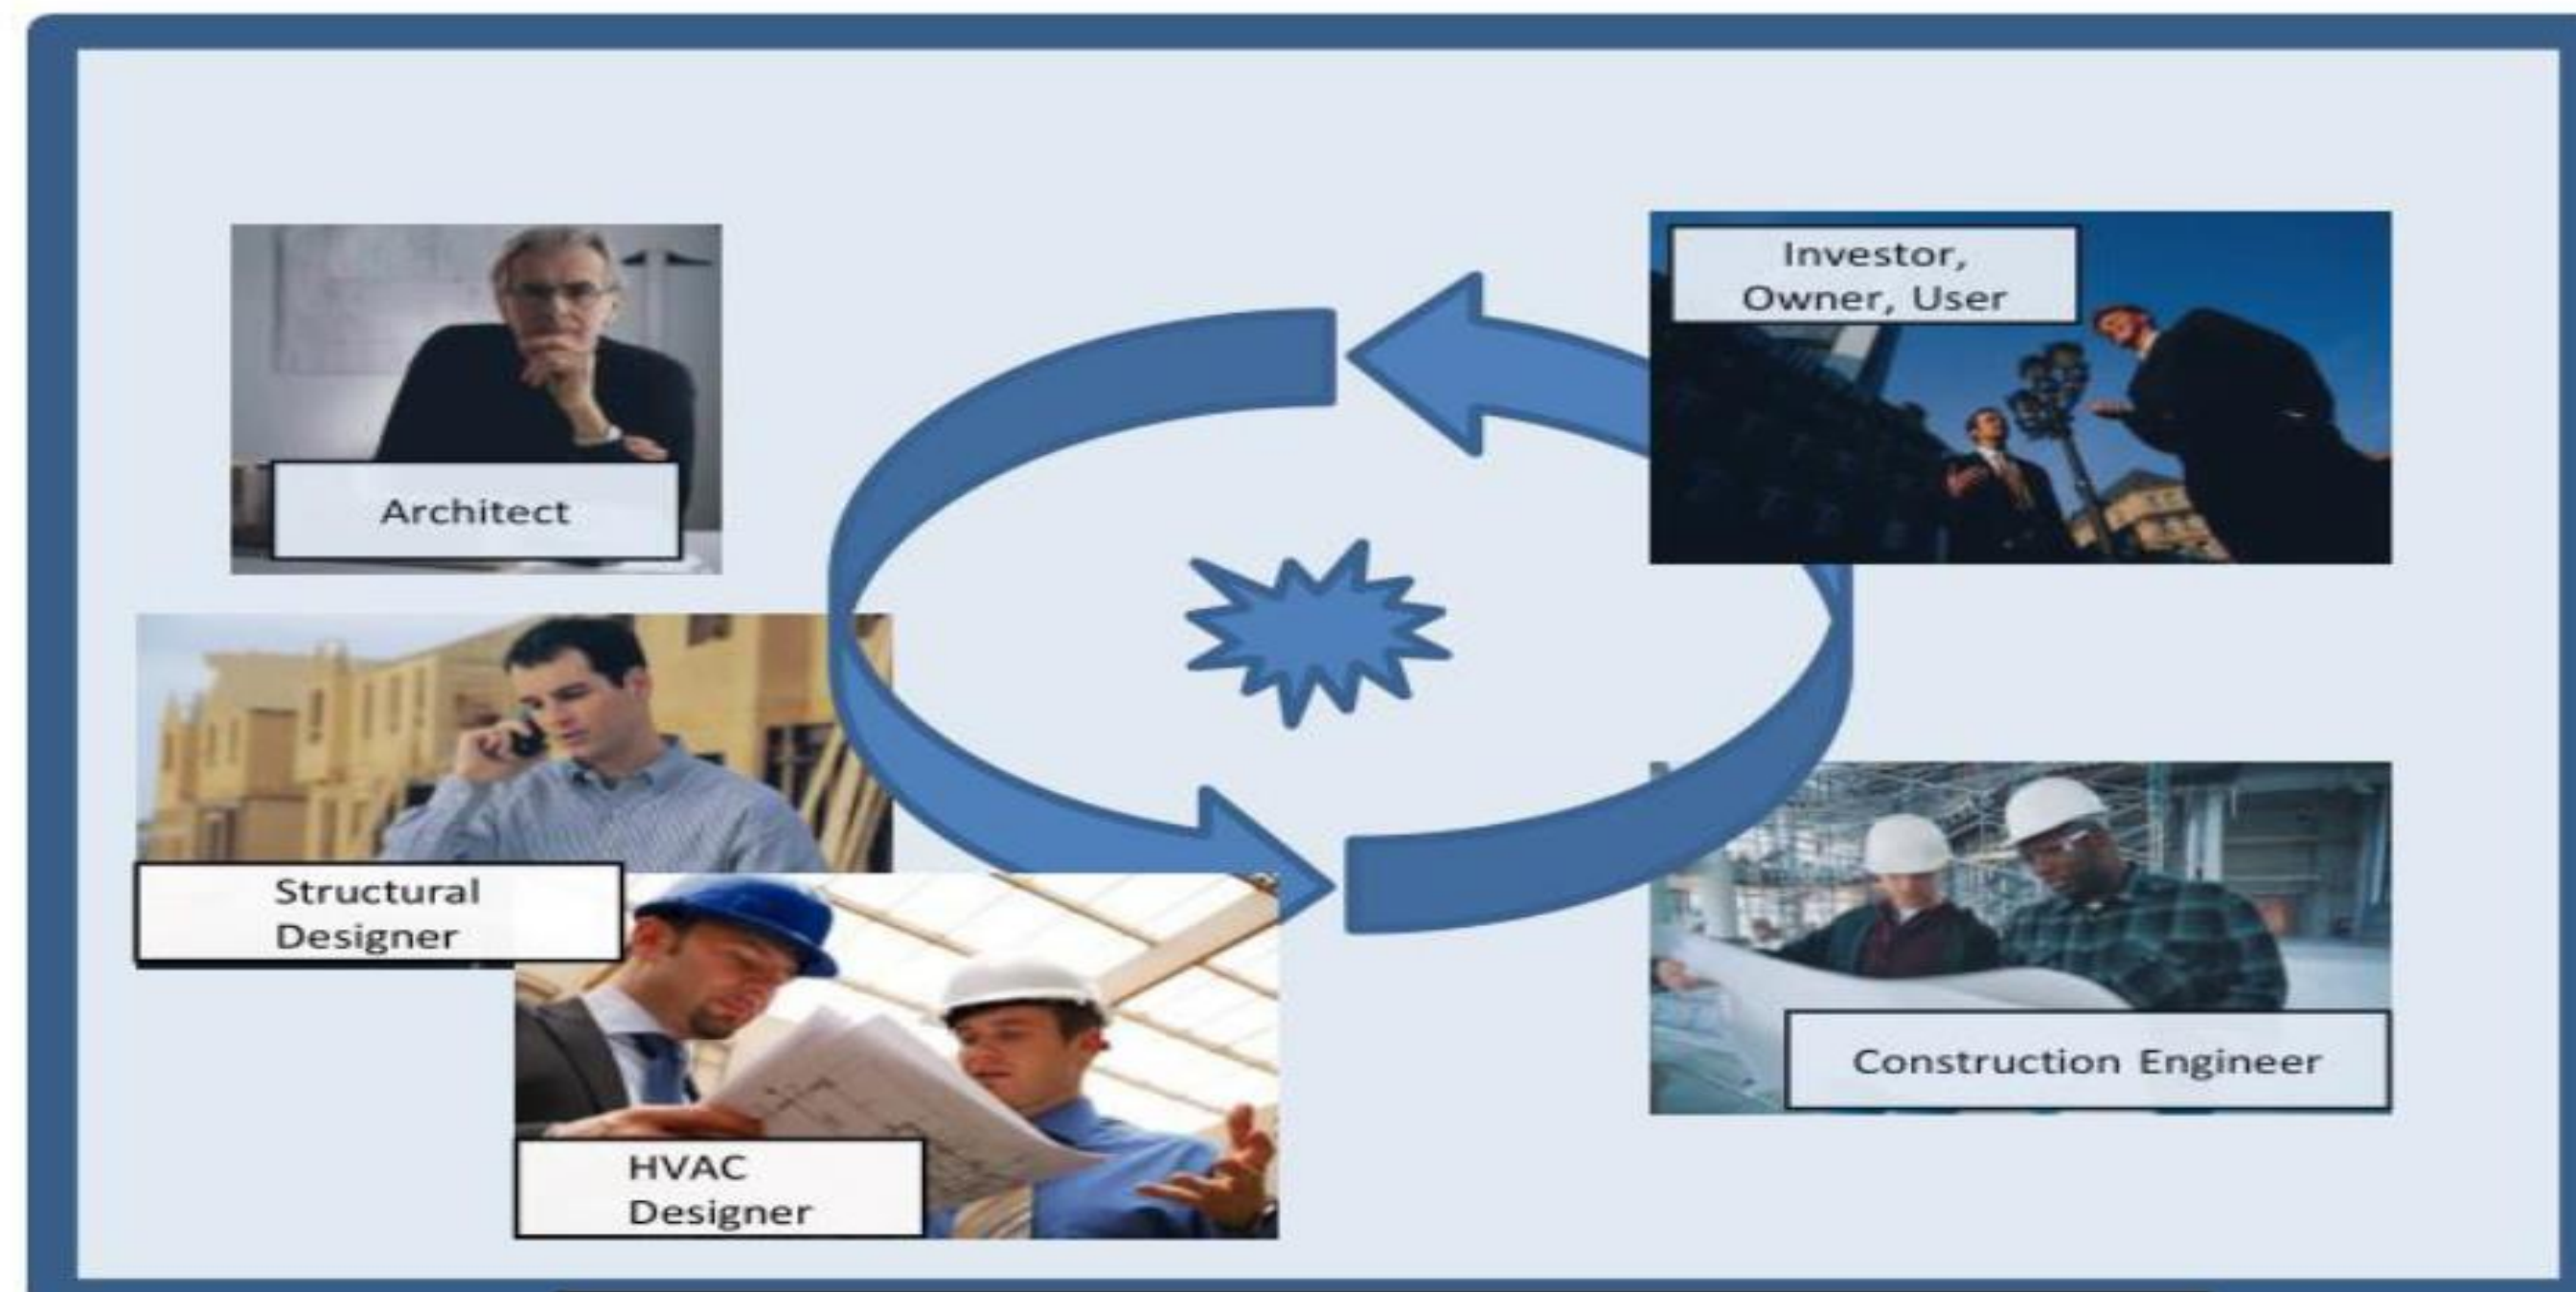 Investor,
Owner, User
Architect
Structural
Designer
HVAC
Designer
Construction Engineer